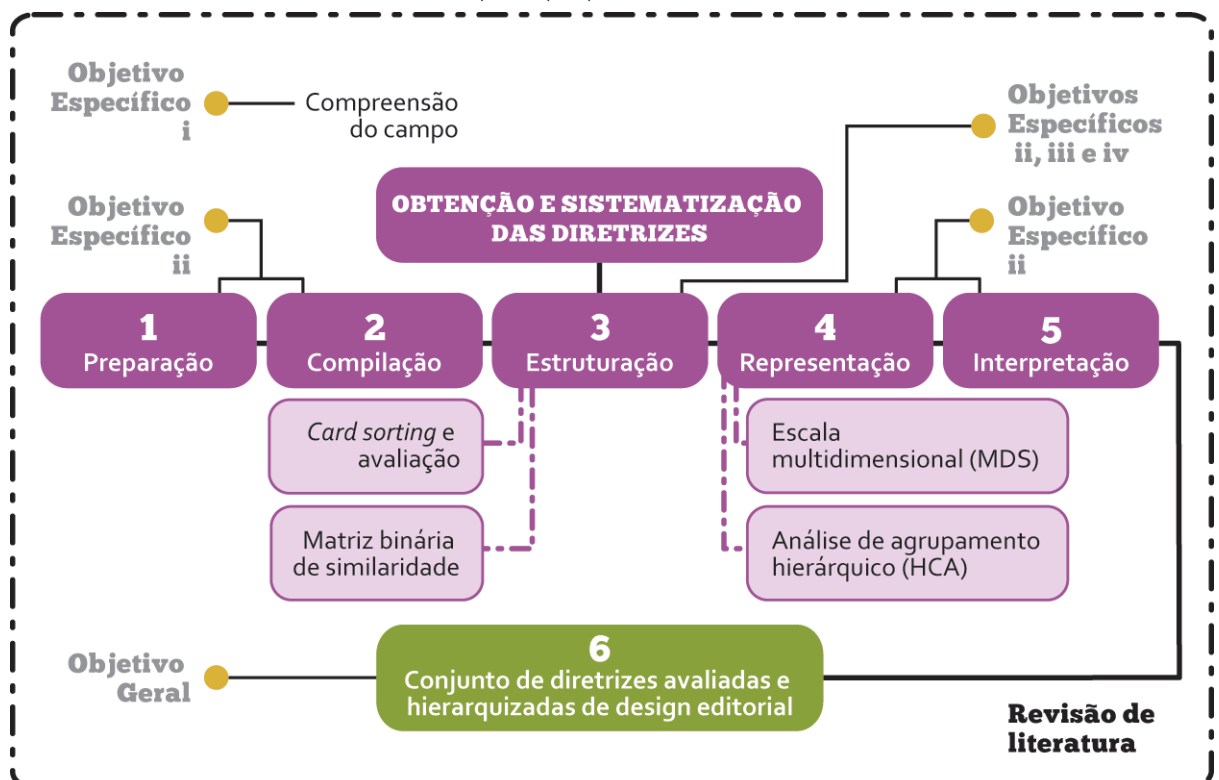 Objetivo
Específico
i
Compreensão
do campo
Objetivos
Específicos
ii, iii e iv
OBTENÇÃO E SISTEMATIZAÇÃO
DAS DIRETRIZES
Objetivo
Específico
ii
Objetivo
Específico
ii
1
Preparação
2
Compilação
3
Estruturação
4
Representação
5
Interpretação
Card sorting e
avaliação
Escala
multidimensional (MDS)
Matriz binária
de similaridade
Análise de agrupamento
hierárquico (HCA)
Objetivo
Geral
6
Conjunto de diretrizes avaliadas e
hierarquizadas de design editorial
Revisão de
literatura